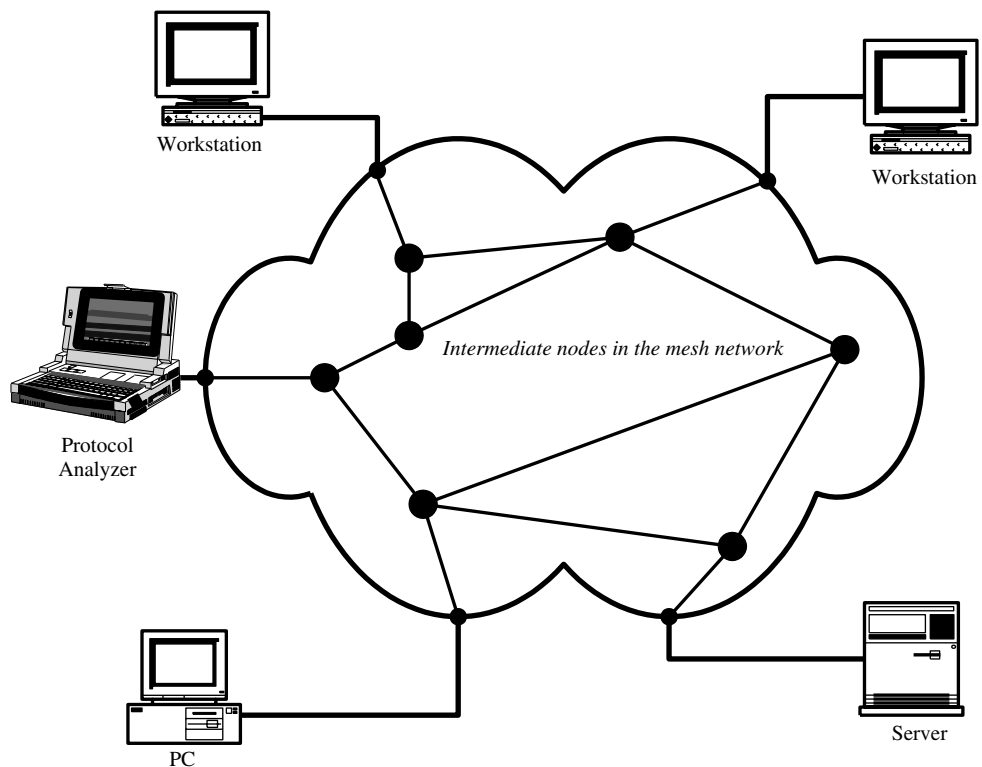 Workstation
Workstation
Intermediate nodes in the mesh network
Protocol
Analyzer
Server
PC